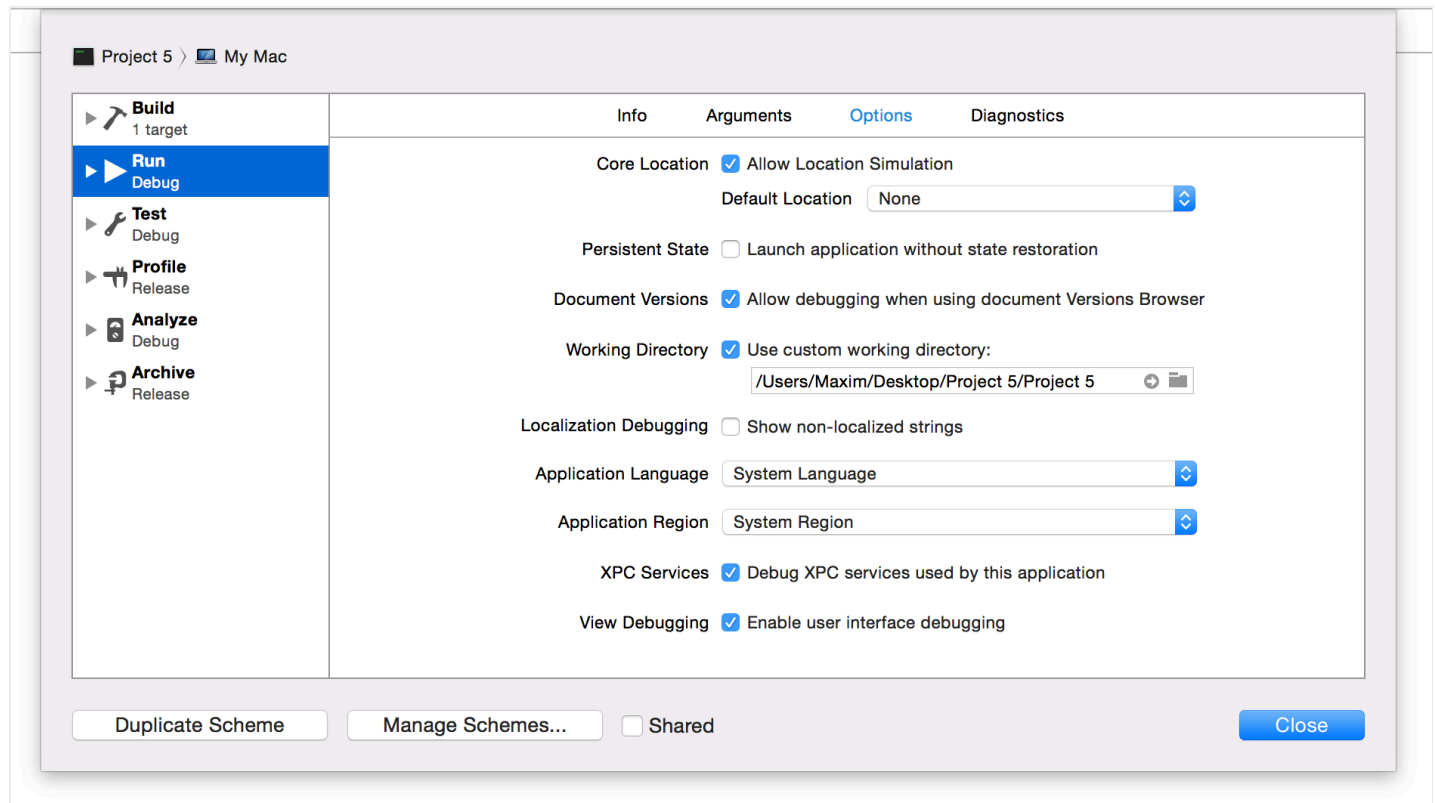 Project 5 〉 My Mac
Build
1 target
Run
Debug
Test
Debug
Profile
Release
Analyze
Debug
Archive
Release
Info Arguments Options Diagnostics
Core Location Allow Location Simulation
Default Location None
Persistent State Launch application without state restoration
Document Versions Allow debugging when using document Versions Browser
Working Directory Use custom working directory:
/Users/Maxim/Desktop/Project 5/Project 5
Localization Debugging Show non-localized strings
Application Language System Language
Application Region System Region
XPC Services Debug XPC services used by this application
View Debugging Enable user interface debugging
Duplicate Scheme Manage Schemes... Shared Close